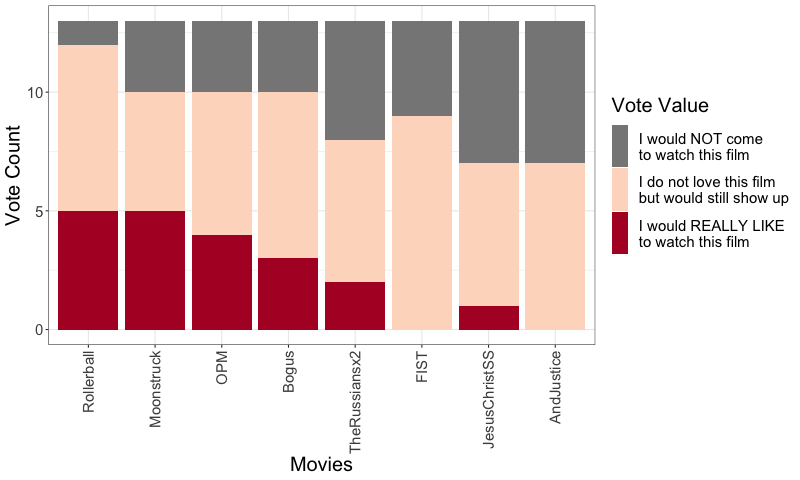 Vote Count
10
5
0
Rollerball
Moonstruck
OPM
Bogus
TheRussiansx2
FIST
JesusChristSS
AndJustice
Movies
Vote Value
I would NOT come
to watch this film
I do not love this film
but would still show up
I would REALLY LIKE
to watch this film